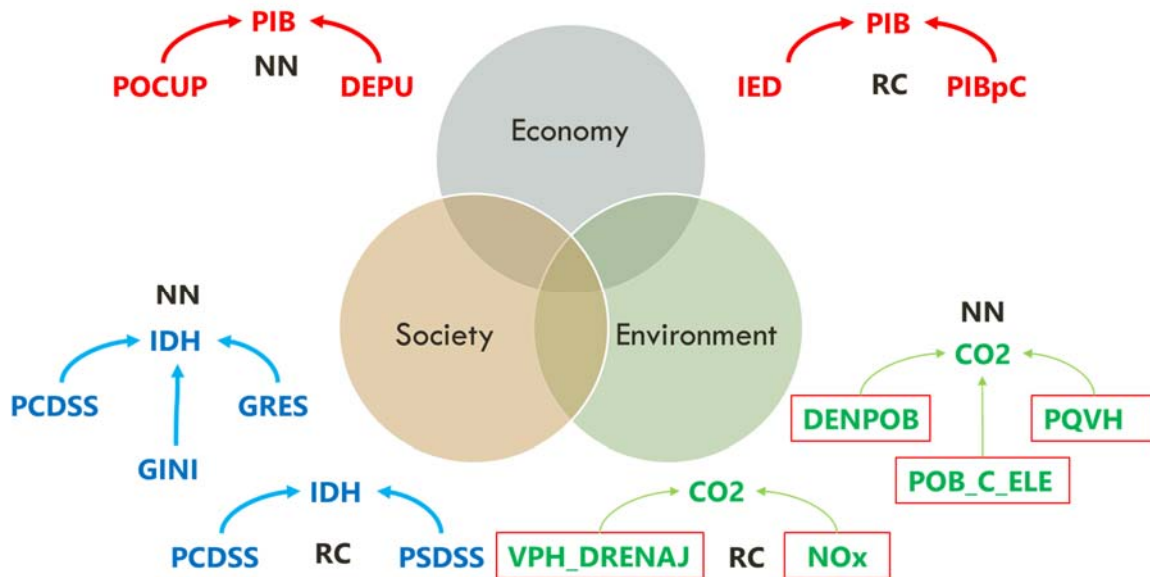 PIB
NN
POCUP
DEPU
PIB
IED
RC
PIBpC
Economy
Society
Environment
NN
IDH
PCDSS
GRES
GINI
NN
CO2
DENPOB
PQVH
POB_C_ELE
IDH
PCDSS
RC
PSDSS
CO2
VPH_DRENAJ
RC
NOx